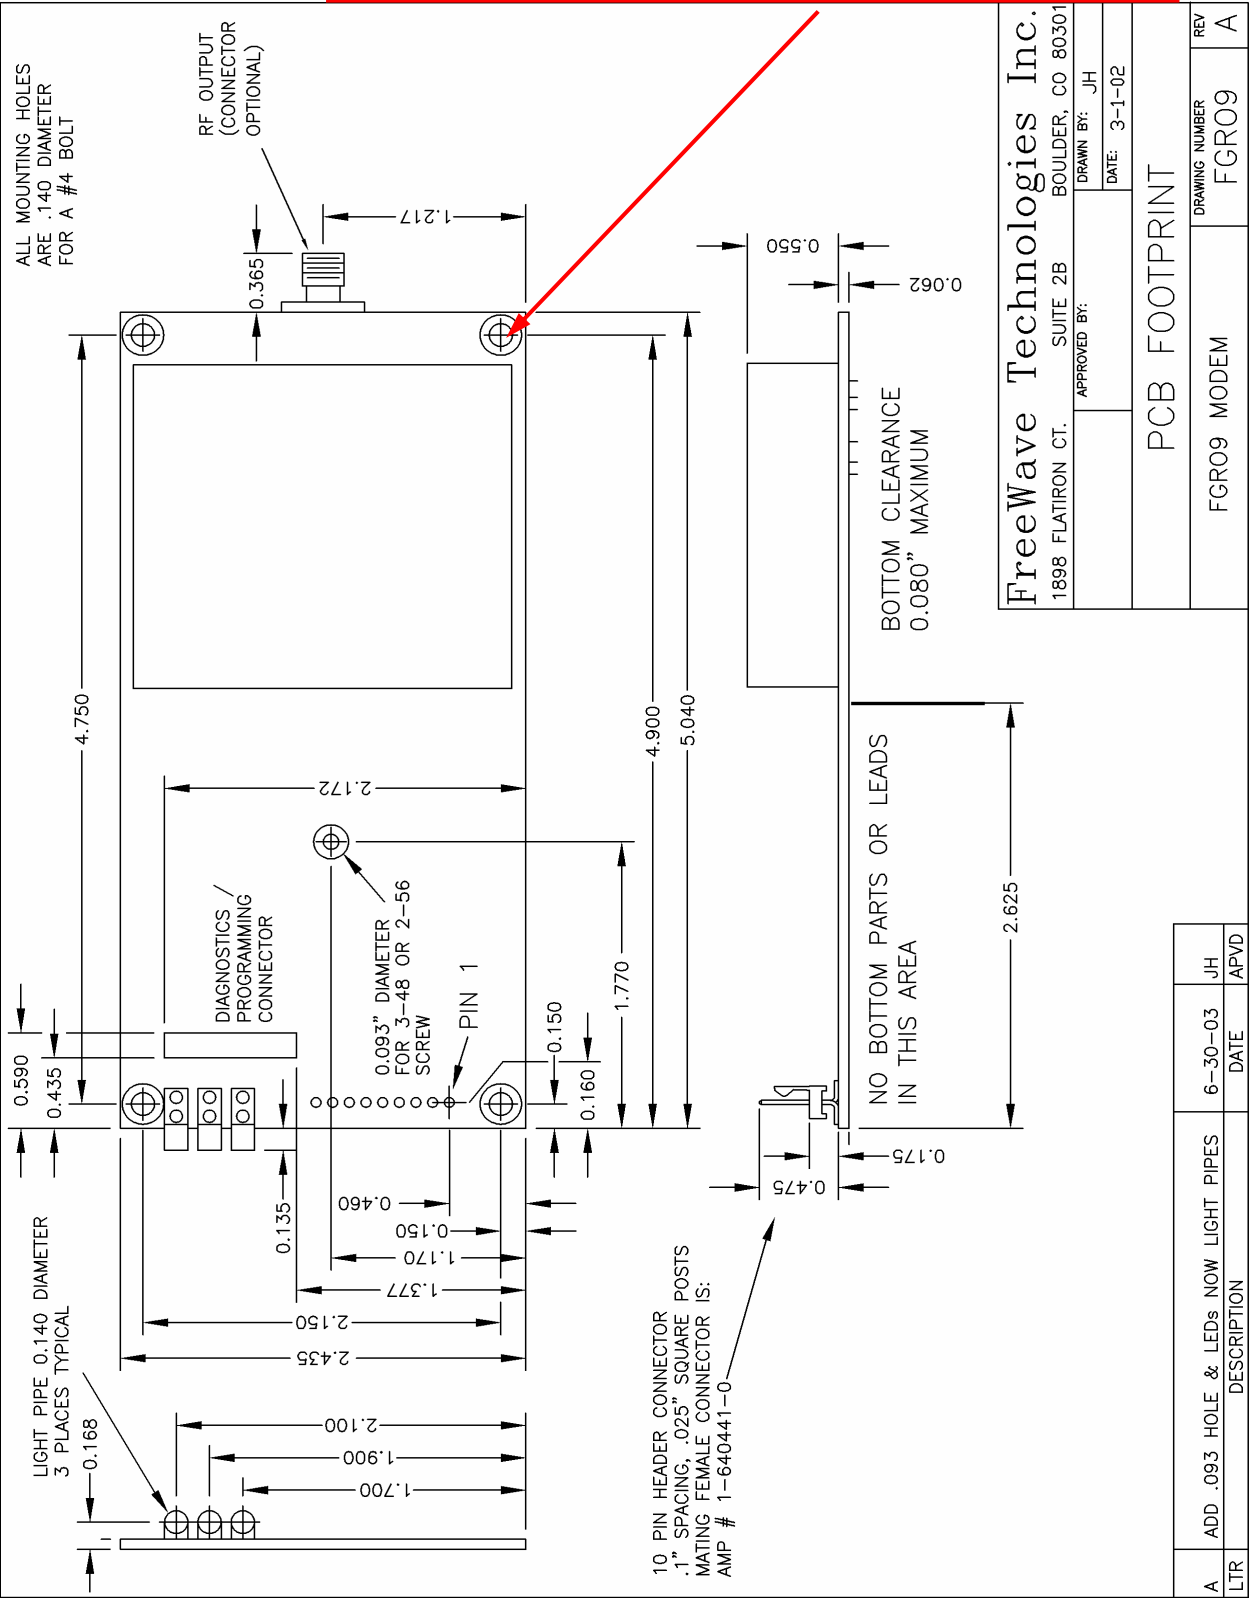 ALL MOUNTING HOLES
ARE .140 DIAMETER
FOR A #4 BOLT
RF OUTPUT
(CONNECTOR
OPTIONAL)
0.365
1.217
4.750
4.900
5.040
2.172
1.770
DIAGNOSTICS/
PROGRAMMING
CONNECTOR
0.093" DIAMETER
FOR 3-48 OR 2-56
SCREW
PIN 1
0.590
0.435
0.150
0.160
0.135
0.460
0.150
1.170
1.377
2.150
2.435
LIGHT PIPE 0.140 DIAMETER
3 PLACES TYPICAL
0.168
2.100
1.900
1.700
0.550
0.062
BOTTOM CLEARANCE
0.080" MAXIMUM
NO BOTTOM PARTS OR LEADS
IN THIS AREA
2.625
0.175
0.475
10 PIN HEADER CONNECTOR
.1" SPACING, .025" SQUARE POSTS
MATING FEMALE CONNECTOR IS:
AMP # 1-640441-0
FreeWave Technologies Inc.
1898 FLATIRON CT. SUITE 2B BOULDER, CO 80301
APPROVED BY:
DRAWN BY: JH
DATE: 3-1-02
PCB FOOTPRINT
FGR09 MODEM
DRAWING NUMBER
FGR09
REV
A
A ADD .093 HOLE & LEDs NOW LIGHT PIPES 6-30-03 JH
LTR DESCRIPTION DATE APVD